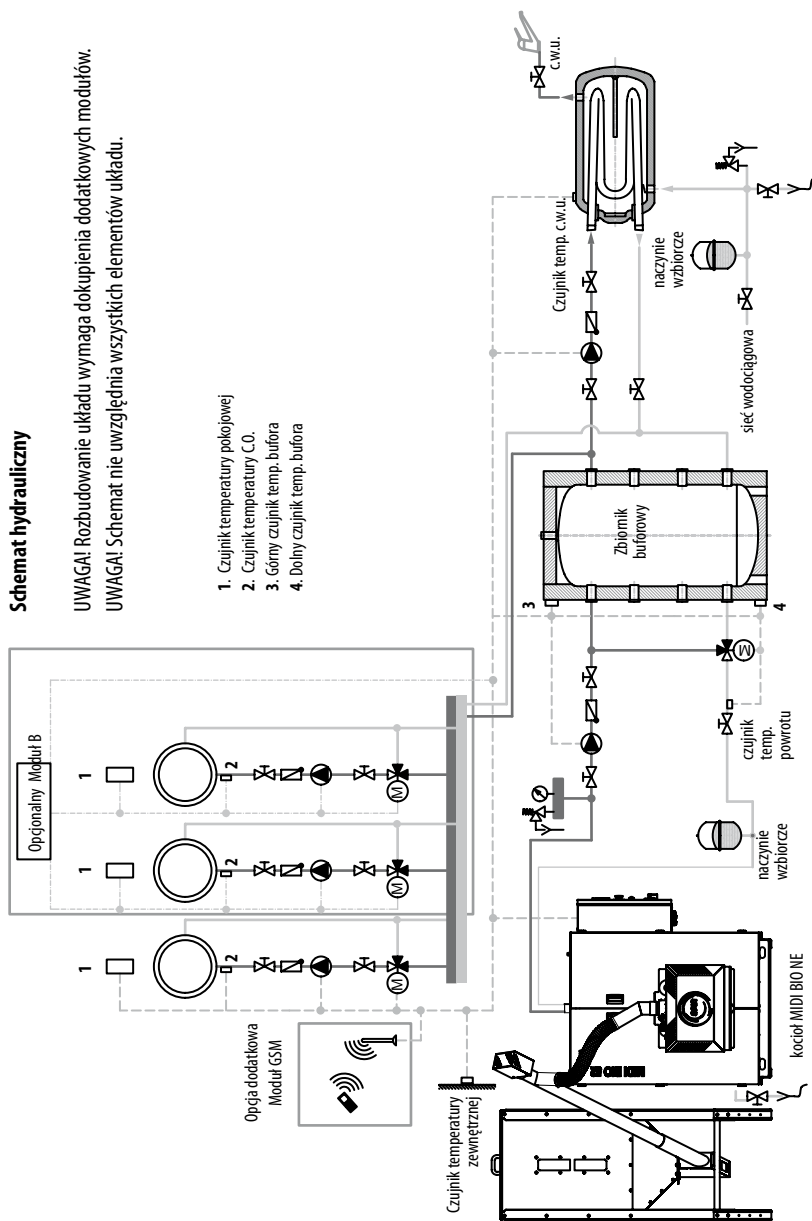 Schemat hydrauliczny
UWAGA! Rozbudowanie układu wymaga dokupienia dodatkowych modułów.
UWAGA! Schemat nie uwzględnia wszystkich elementów układu.
1. Czujnik temperatury pokojowej
2. Czujnik temperatury C.O.
3. Górny czujnik temp. bufora
4. Dolny czujnik temp. bufora
Opcjonalny Moduł B
1
1
1
2
2
2
M
M
M
Opcja dodatkowa
Moduł GSM
Czujnik temperatury
zewnętrznej
kocioł MIDI BIO NE
naczynie
wzbiorcze
czujnik
temp.
powrotu
M
3
4
Zbiornik
buforowy
Czujnik temp. c.w.u.
c.w.u.
naczynie
wzbiorcze
sieć wodociągowa